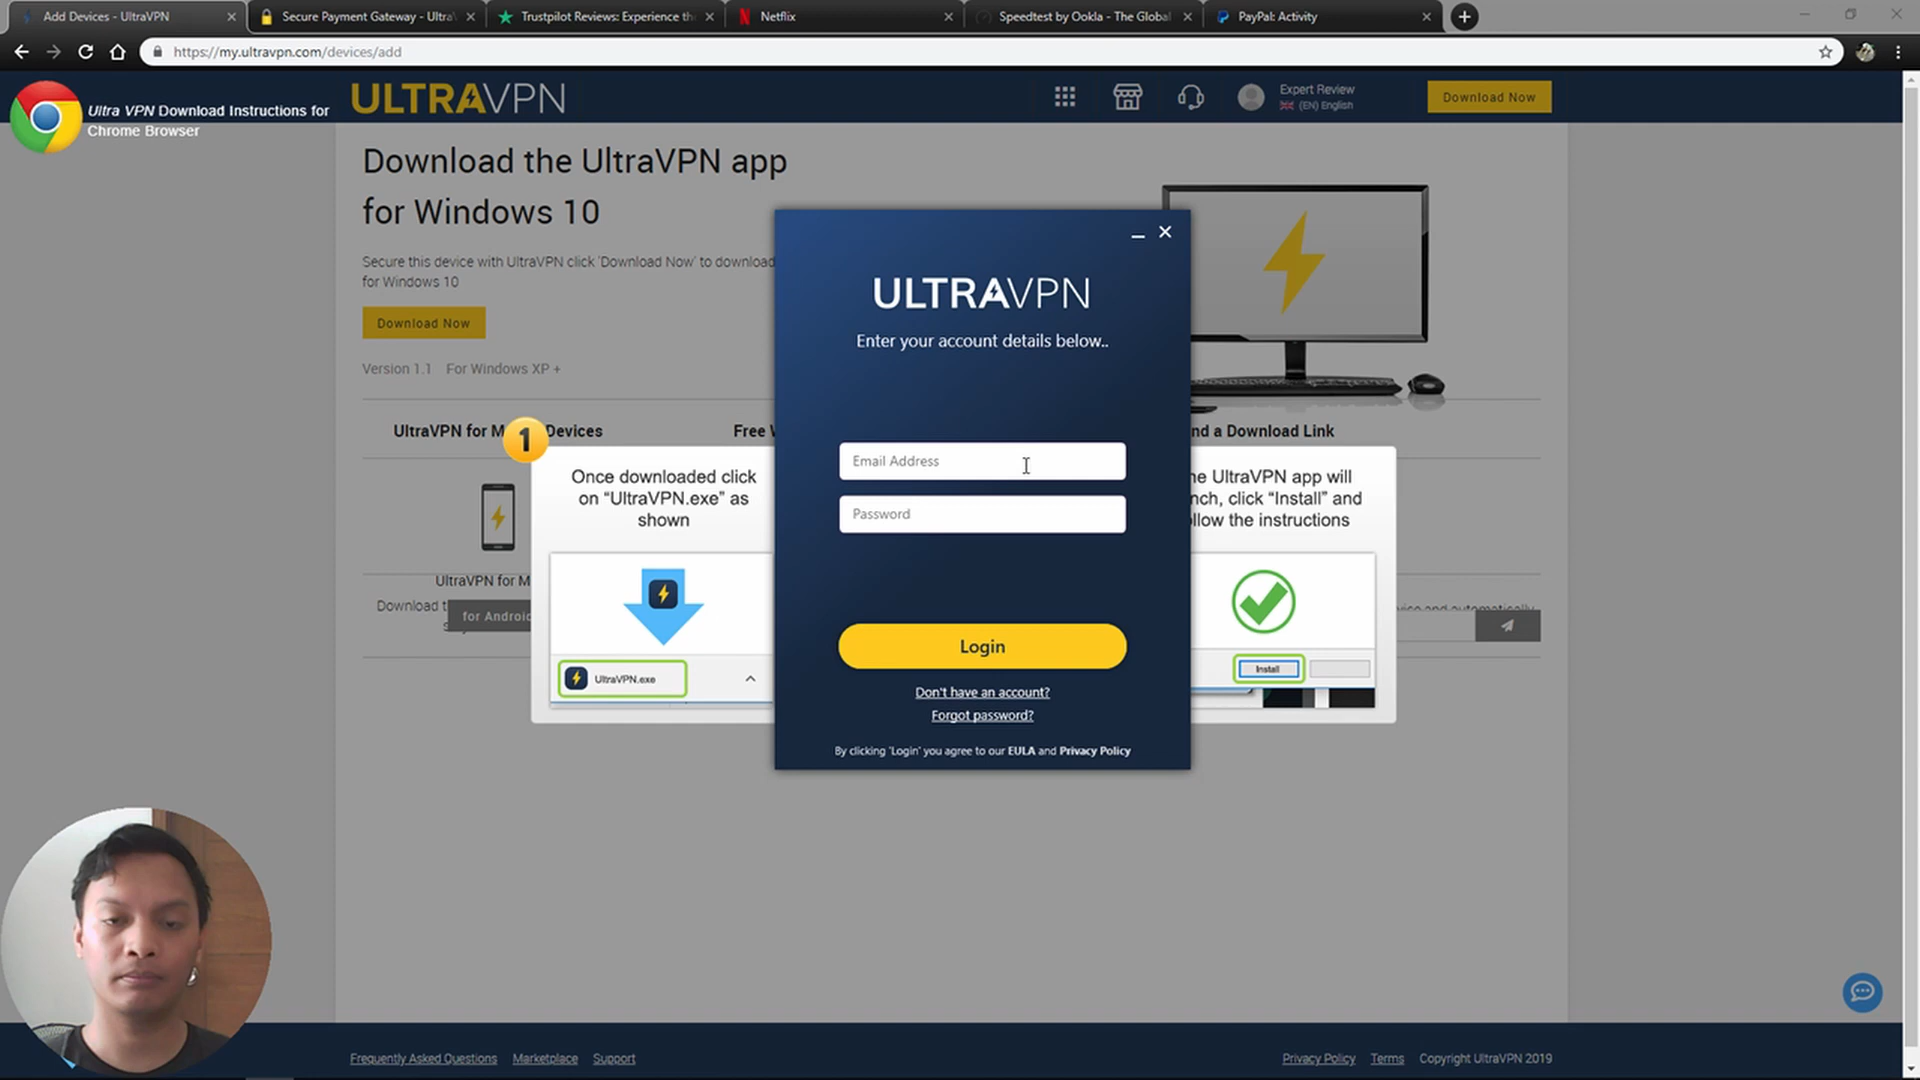 Add Devices - UltraVPN
Secure Payment Gateway - Ultra
Trustpilot Reviews: Experience th
Netflix
Speedtest by Ookla - The Global
PayPal: Activity
https://my.ultravpn.com/devices/add
Ultra VPN Download Instructions for
Chrome Browser
ULTRAVPN
Expert Review
(EN) English
Download Now
Download the UltraVPN app
for Windows 10
Secure this device with UltraVPN click 'Download Now' to download
for Windows 10
Download Now
Version 1.1 For Windows XP +
UltraVPN for M
Devices
Free
nd a Download Link
1
Once downloaded click
on "UltraVPN.exe" as
shown
UltraVPN.exe
UltraVPN for M
Download t
for Android
ULTRAVPN
Enter your account details below..
Email Address
Password
Login
Don't have an account?
Forgot password?
By clicking 'Login' you agree to our EULA and Privacy Policy
he UltraVPN app will
nch, click "Install" and
llow the instructions
Install
vice and automatically
Frequently Asked Questions
Marketplace
Support
Privacy Policy
Terms
Copyright UltraVPN 2019